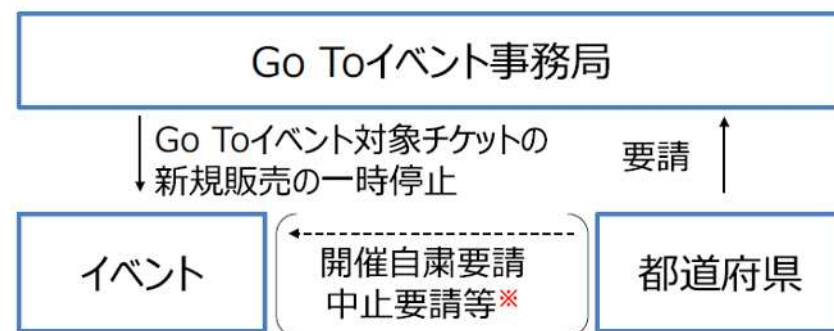 Go Toイベント事務局
Go Toイベント対象チケットの
新規販売の一時停止
要請
イベント
開催自粛要請
中止要請等※
都道府県